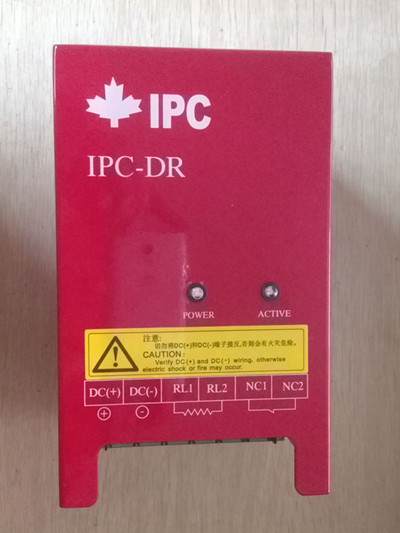 IPC
IPC-DR
POWER ACTIVE
注意:
切勿将DC(+)和DC(-)端子接反,否则会有火灾危险。
CAUTION:
Verify DC(+) and DC(-) wiring, otherwise
electric shock or fire may occur.
DC(+) DC(-) RL1 RL2 NC1 NC2